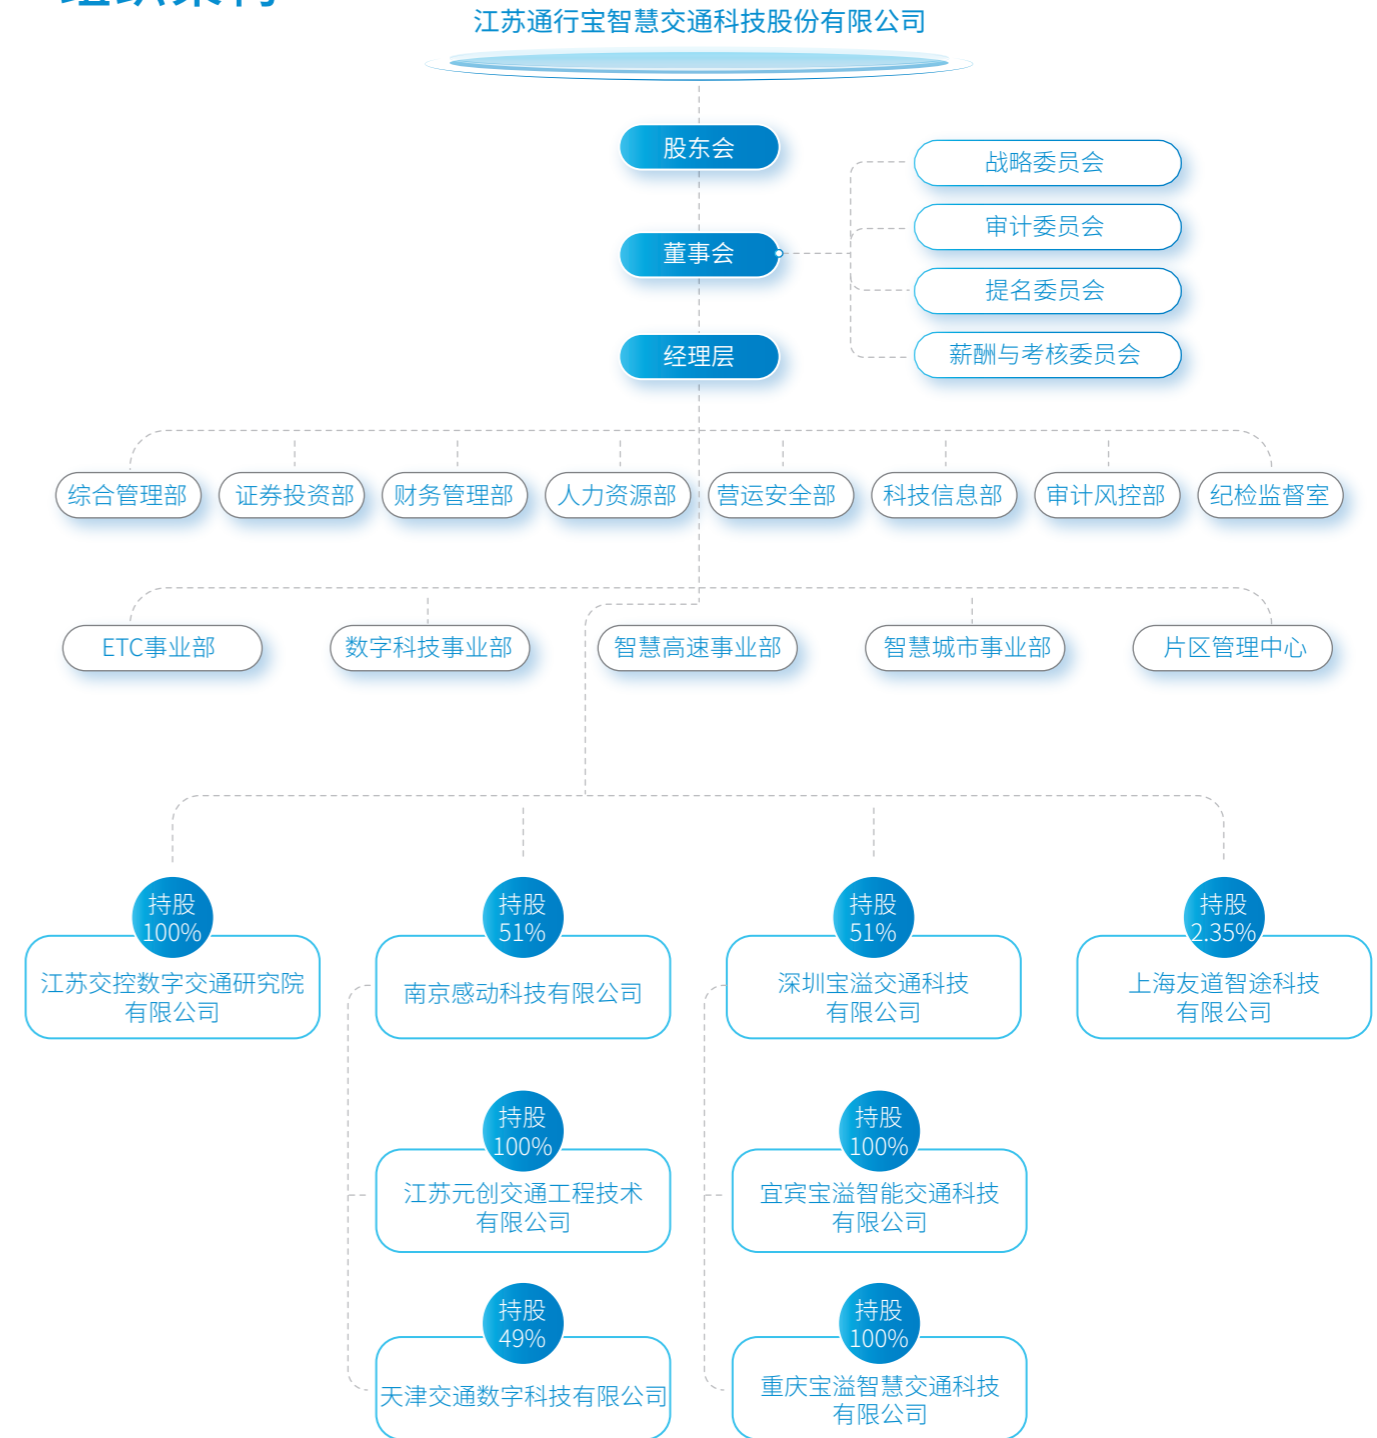 组织架构
江苏通行宝智慧交通科技股份有限公司
股东会
董事会
经理层
战略委员会
审计委员会
提名委员会
薪酬与考核委员会
综合管理部
证券投资部
财务管理部
人力资源部
营运安全部
科技信息部
审计风控部
纪检监督室
ETC事业部
数字科技事业部
智慧高速事业部
智慧城市事业部
片区管理中心
持股
100%
江苏交控数字交通研究院
有限公司
持股
51%
南京感动科技有限公司
持股
51%
深圳宝溢交通科技
有限公司
持股
2.35%
上海友道智途科技
有限公司
持股
100%
江苏元创交通工程技术
有限公司
持股
100%
宜宾宝溢智能交通科技
有限公司
持股
49%
天津交通数字科技有限公司
持股
100%
重庆宝溢智慧交通科技
有限公司